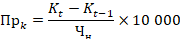 Пр_k = (K_t − K_{t−1}) / Ч_н × 10 000